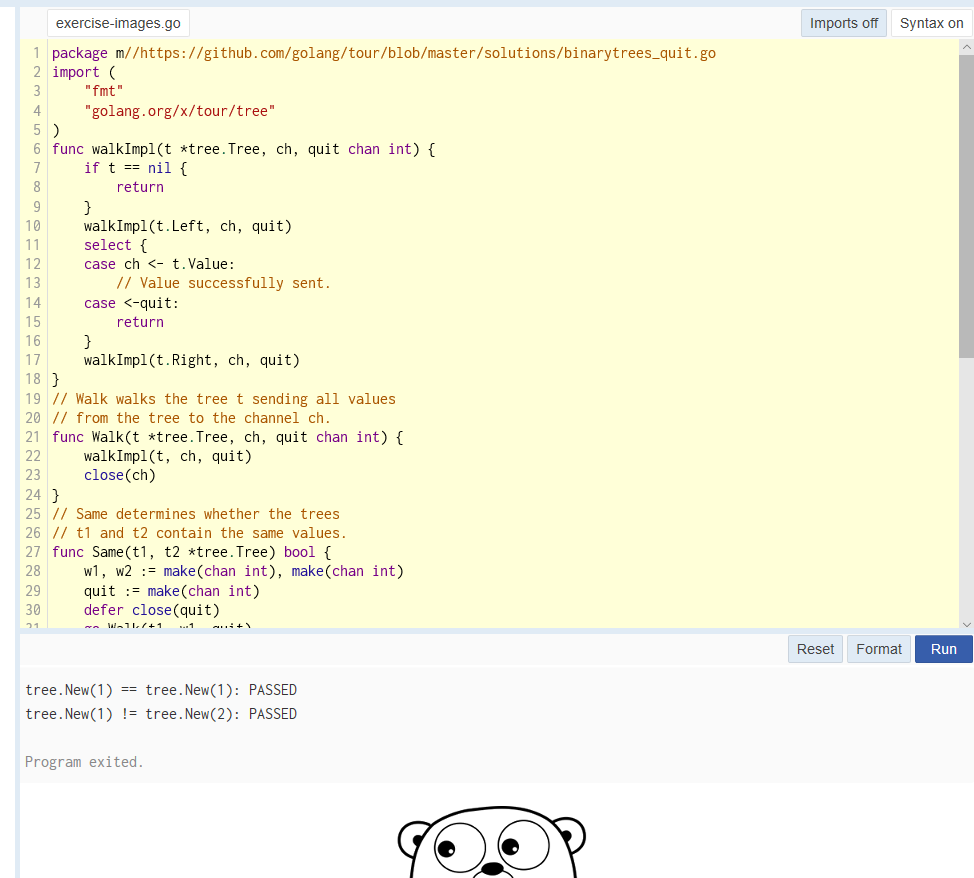 exercise-images.go
Imports off
Syntax on
1 package m//https://github.com/golang/tour/blob/master/solutions/binarytrees_quit.go
2 import (
3     "fmt"
4     "golang.org/x/tour/tree"
5 )
6 func walkImpl(t *tree.Tree, ch, quit chan int) {
7     if t == nil {
8         return
9     }
10     walkImpl(t.Left, ch, quit)
11     select {
12     case ch <- t.Value:
13         // Value successfully sent.
14     case <-quit:
15         return
16     }
17     walkImpl(t.Right, ch, quit)
18 }
19 // Walk walks the tree t sending all values
20 // from the tree to the channel ch.
21 func Walk(t *tree.Tree, ch, quit chan int) {
22     walkImpl(t, ch, quit)
23     close(ch)
24 }
25 // Same determines whether the trees
26 // t1 and t2 contain the same values.
27 func Same(t1, t2 *tree.Tree) bool {
28     w1, w2 := make(chan int), make(chan int)
29     quit := make(chan int)
30     defer close(quit)
31     go Walk(t1, w1, quit)
Reset
Format
Run
tree.New(1) == tree.New(1): PASSED
tree.New(1) != tree.New(2): PASSED
Program exited.